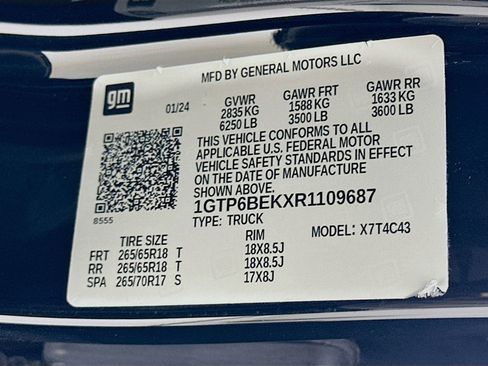 MFD BY GENERAL MOTORS LLC
gm
01/24
GVWR GAWR FRT GAWR RR
2835 KG 1588 KG 1633 KG
6250 LB 3500 LB 3600 LB
THIS VEHICLE CONFORMS TO ALL
APPLICABLE U.S. FEDERAL MOTOR
VEHICLE SAFETY STANDARDS IN EFFECT
ON THE DATE OF MANUFACTURE
SHOWN ABOVE.
1GTP6BEKXR1109687
8555
TYPE: TRUCK MODEL: X7T4C43
TIRE SIZE RIM
FRT 265/65R18 T 18X8.5J
RR 265/65R18 T 18X8.5J
SPA 265/70R17 S 17X8J